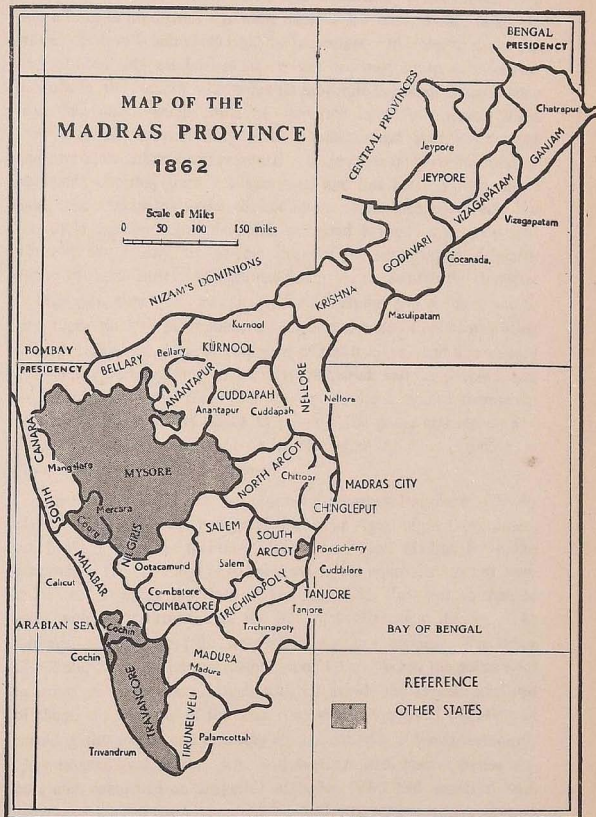 BENGAL
PRESIDENCY
MAP OF THE
MADRAS PROVINCE
1862
Scale of Miles
0 50 100 150 miles
CENTRAL PROVINCES
Chatrapur
GANJAM
Jeypore
JEYPORE
VIZAGAPATAM
Vizagapatam
GODAVARI
Cocanada.
NIZAM'S DOMINIONS
KRISHNA
Masulipatam
Kurnool
KURNOOL
BOMBAY
PRESIDENCY
BELLARY
Bellary
ANANTAPUR
Anantapur
CUDDAPAH
Cuddapah
NELLORE
Nellore
SOUTH CANARA
Mangalore
MYSORE
NORTH ARCOT
Chittoor
MADRAS CITY
CHINGLEPUT
Mercara
Coorg
NILGIRIS
SALEM
Salem
SOUTH
ARCOT
Pondicherry
Cuddalore
Ootacamund
MALABAR
Calicut
Coimbatore
COIMBATORE
TRICHINOPOLY
Trichinopoly
TANJORE
Tanjore
ARABIAN SEA
Cochin
Cochin
BAY OF BENGAL
MADURA
Madura
TRAVANCORE
Trivandrum
TIRUNELVELI
Palamcottah
REFERENCE
OTHER STATES